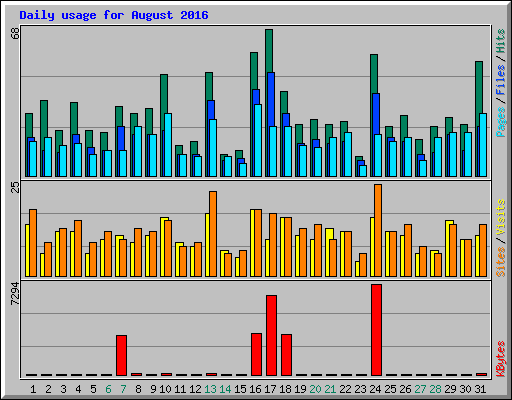 Daily usage for August 2016
68
Pages / Files / Hits
25
Sites / Visits
7294
KBytes
1 2 3 4 5 6 7 8 9 10 11 12 13 14 15 16 17 18 19 20 21 22 23 24 25 26 27 28 29 30 31